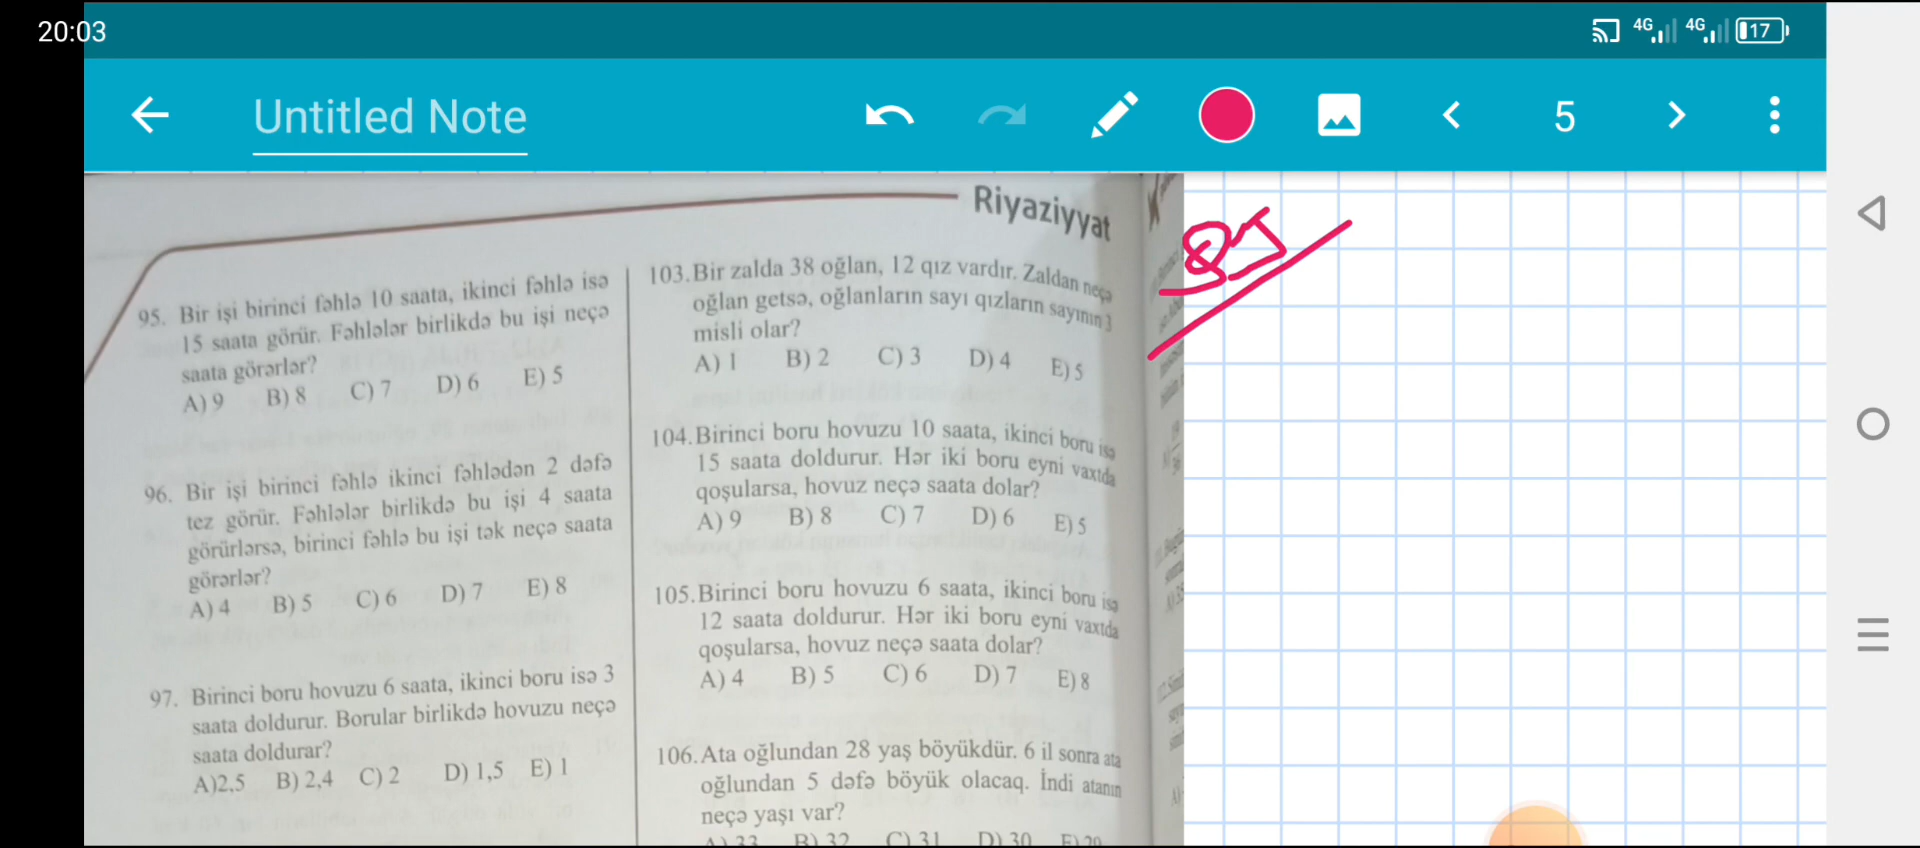 20:03
4G 4G 17
Untitled Note
5
Riyaziyyat
95. Bir işi birinci fəhlə 10 saata, ikinci fəhlə isə
15 saata görür. Fəhlələr birlikdə bu işi neçə
saata görərlər?
A) 9 B) 8 C) 7 D) 6 E) 5
96. Bir işi birinci fəhlə ikinci fəhlədən 2 dəfə
tez görür. Fəhlələr birlikdə bu işi 4 saata
görürlərsə, birinci fəhlə bu işi tək neçə saata
görərlər?
A) 4 B) 5 C) 6 D) 7 E) 8
97. Birinci boru hovuzu 6 saata, ikinci boru isə 3
saata doldurur. Borular birlikdə hovuzu neçə
saata doldurar?
A)2,5 B) 2,4 C) 2 D) 1,5 E) 1
103. Bir zalda 38 oğlan, 12 qız vardır. Zaldan neçə
oğlan getsə, oğlanların sayı qızların sayının 3
misli olar?
A) 1 B) 2 C) 3 D) 4 E) 5
104. Birinci boru hovuzu 10 saata, ikinci boru isə
15 saata doldurur. Hər iki boru eyni vaxtda
qoşularsa, hovuz neçə saata dolar?
A) 9 B) 8 C) 7 D) 6 E) 5
105. Birinci boru hovuzu 6 saata, ikinci boru isə
12 saata doldurur. Hər iki boru eyni vaxtda
qoşularsa, hovuz neçə saata dolar?
A) 4 B) 5 C) 6 D) 7 E) 8
106. Ata oğlundan 28 yaş böyükdür. 6 il sonra ata
oğlundan 5 dəfə böyük olacaq. İndi atanın
neçə yaşı var?
A) 33 B) 32 C) 31 D) 30 E) 29